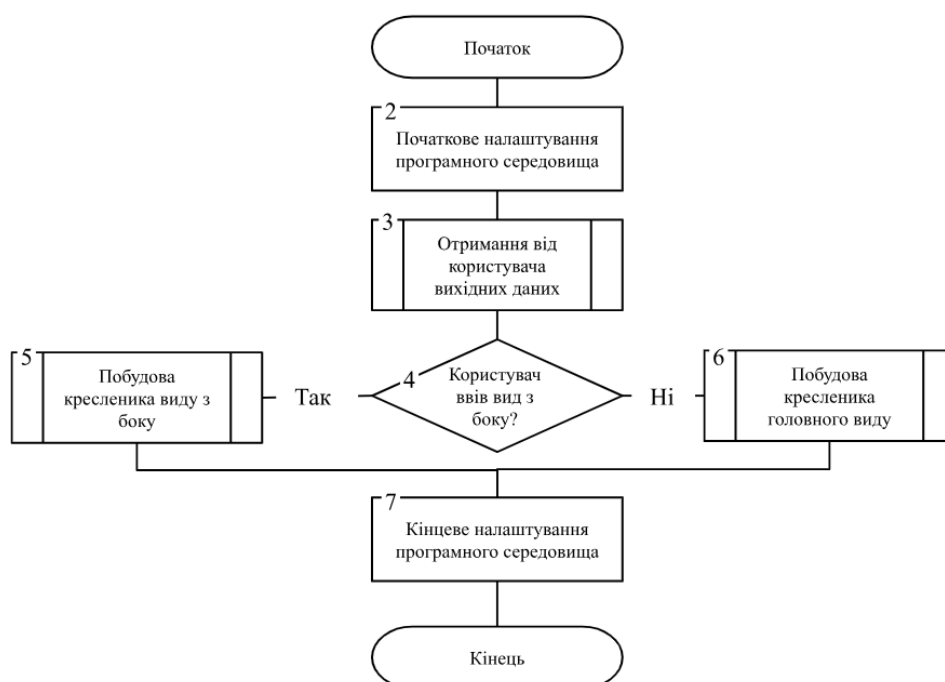 Початок
2
Початкове налаштування
програмного середовища
3
Отримання від
користувача
вихідних даних
4
Користувач
ввів вид з
боку?
Так
Ні
5
Побудова
кресленика виду з
боку
6
Побудова
кресленика
головного виду
7
Кінцеве налаштування
програмного середовища
Кінець